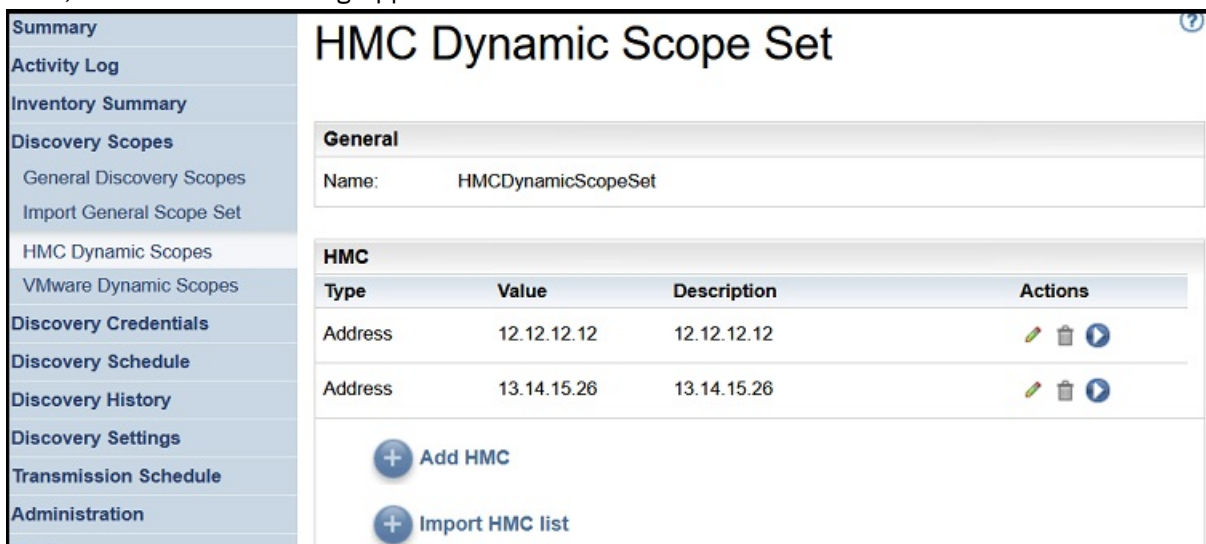 Summary
Activity Log
Inventory Summary
Discovery Scopes
General Discovery Scopes
Import General Scope Set
HMC Dynamic Scopes
VMware Dynamic Scopes
Discovery Credentials
Discovery Schedule
Discovery History
Discovery Settings
Transmission Schedule
Administration
HMC Dynamic Scope Set
?
General
Name: HMCDynamicScopeSet
HMC
Type Value Description Actions
Address 12.12.12.12 12.12.12.12
Address 13.14.15.26 13.14.15.26
Add HMC
Import HMC list